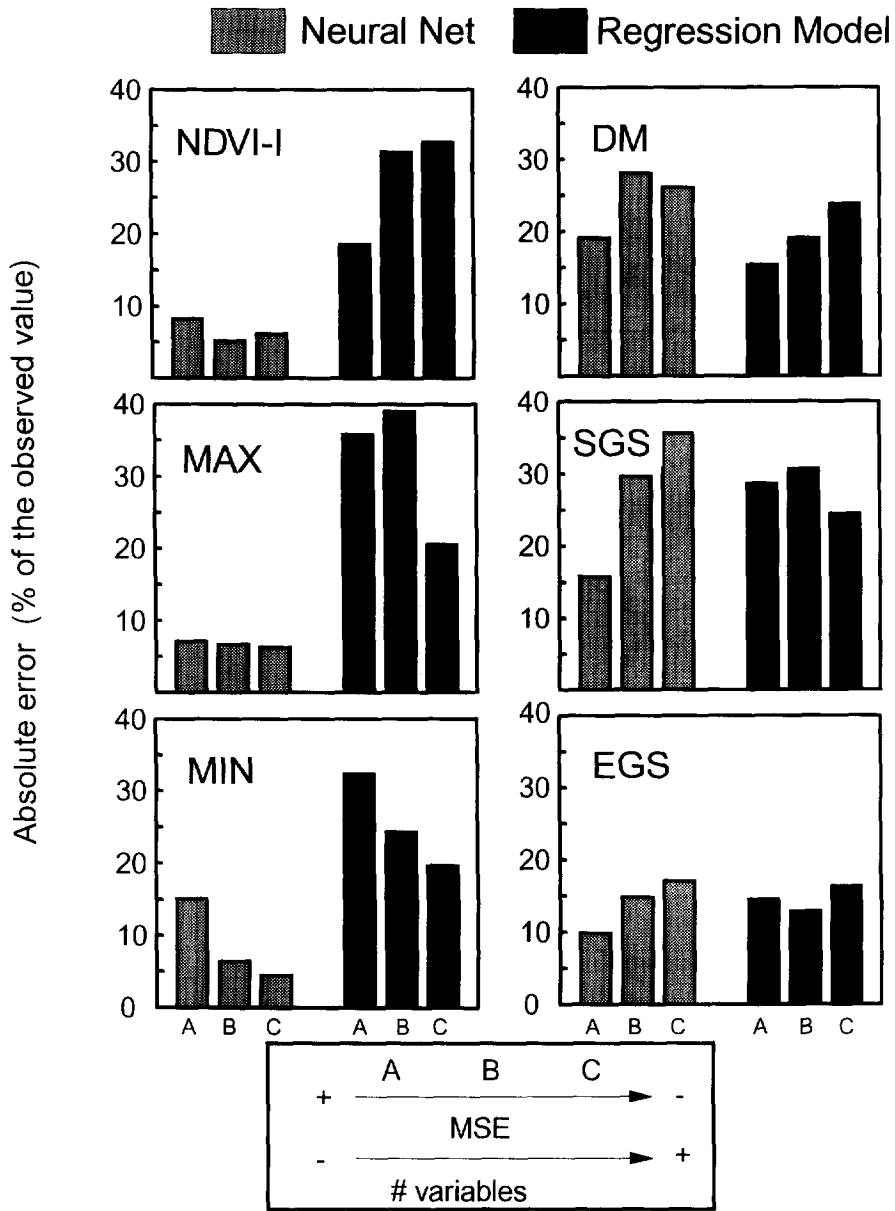 Neural Net Regression Model
Absolute error (% of the observed value)
NDVI-I
40
30
20
10
DM
40
30
20
10
MAX
40
30
20
10
SGS
40
30
20
10
MIN
40
30
20
10
0
A B C A B C
EGS
40
30
20
10
0
A B C A B C
A B C
+ -
MSE
- +
# variables